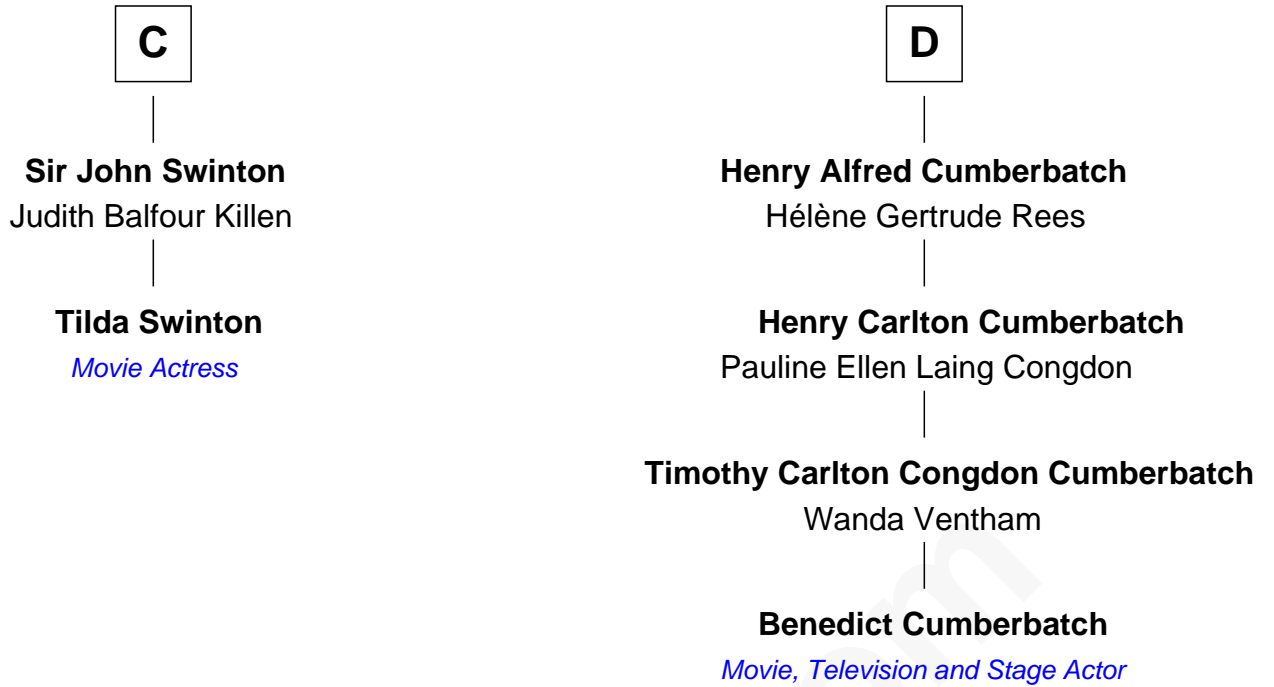 C
Sir John Swinton
Judith Balfour Killen
Tilda Swinton
Movie Actress
D
Henry Alfred Cumberbatch
Hélène Gertrude Rees
Henry Carlton Cumberbatch
Pauline Ellen Laing Congdon
Timothy Carlton Congdon Cumberbatch
Wanda Ventham
Benedict Cumberbatch
Movie, Television and Stage Actor